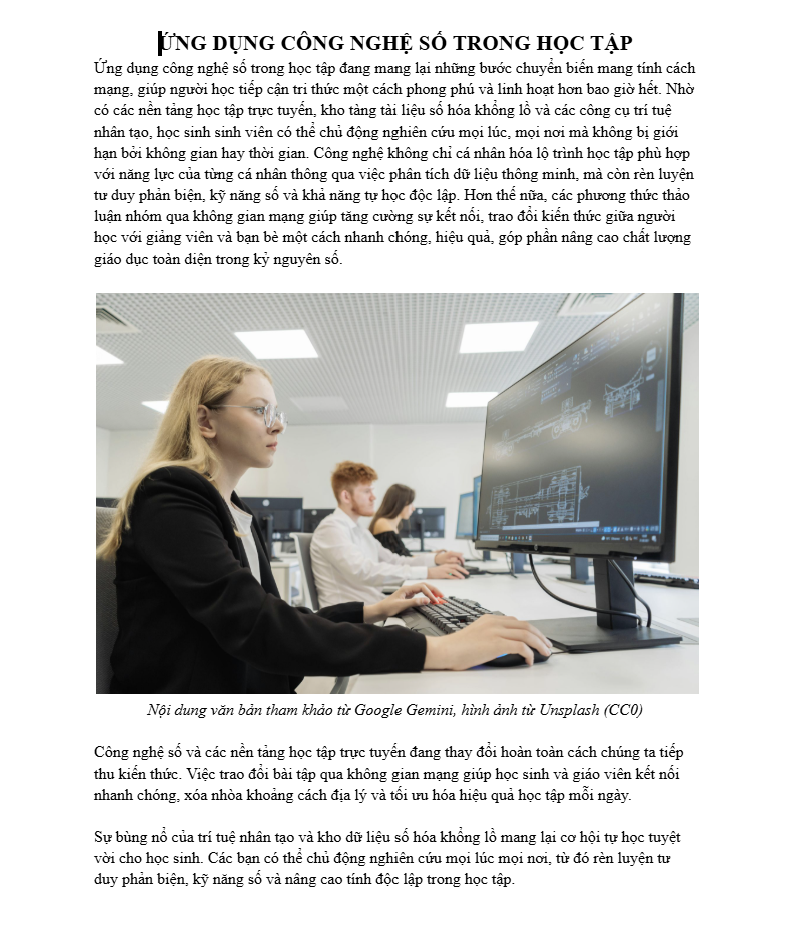 ỨNG DỤNG CÔNG NGHỆ SỐ TRONG HỌC TẬP
Ứng dụng công nghệ số trong học tập đang mang lại những bước chuyển biến mang tính cách
mạng, giúp người học tiếp cận tri thức một cách phong phú và linh hoạt hơn bao giờ hết. Nhờ
có các nền tảng học tập trực tuyến, kho tàng tài liệu số hóa khổng lồ và các công cụ trí tuệ
nhân tạo, học sinh sinh viên có thể chủ động nghiên cứu mọi lúc, mọi nơi mà không bị giới
hạn bởi không gian hay thời gian. Công nghệ không chỉ cá nhân hóa lộ trình học tập phù hợp
với năng lực của từng cá nhân thông qua việc phân tích dữ liệu thông minh, mà còn rèn luyện
tư duy phản biện, kỹ năng số và khả năng tự học độc lập. Hơn thế nữa, các phương thức thảo
luận nhóm qua không gian mạng giúp tăng cường sự kết nối, trao đổi kiến thức giữa người
học với giảng viên và bạn bè một cách nhanh chóng, hiệu quả, góp phần nâng cao chất lượng
giáo dục toàn diện trong kỷ nguyên số.
Nội dung văn bản tham khảo từ Google Gemini, hình ảnh từ Unsplash (CC0)
Công nghệ số và các nền tảng học tập trực tuyến đang thay đổi hoàn toàn cách chúng ta tiếp
thu kiến thức. Việc trao đổi bài tập qua không gian mạng giúp học sinh và giáo viên kết nối
nhanh chóng, xóa nhòa khoảng cách địa lý và tối ưu hóa hiệu quả học tập mỗi ngày.
Sự bùng nổ của trí tuệ nhân tạo và kho dữ liệu số hóa khổng lồ mang lại cơ hội tự học tuyệt
vời cho học sinh. Các bạn có thể chủ động nghiên cứu mọi lúc mọi nơi, từ đó rèn luyện tư
duy phản biện, kỹ năng số và nâng cao tính độc lập trong học tập.